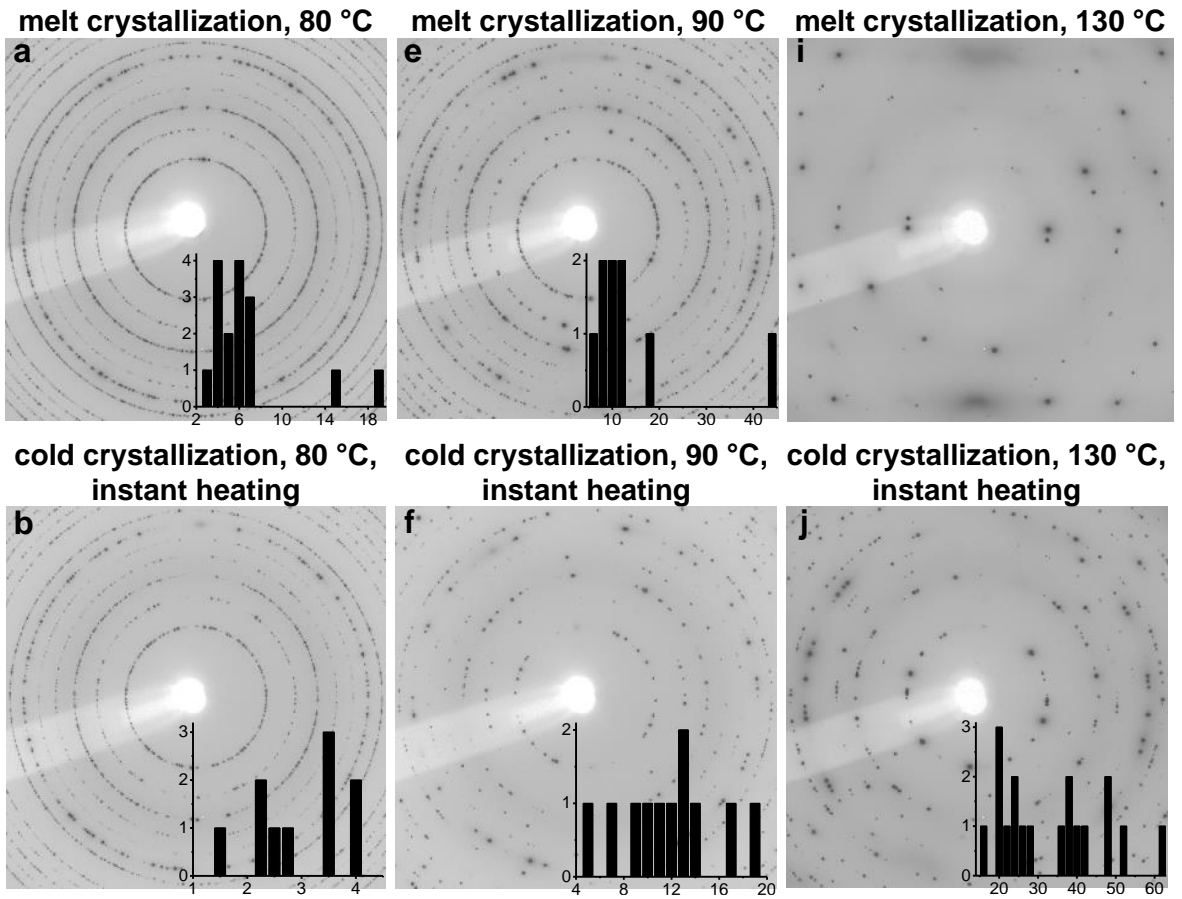 melt crystallization, 80 °C
melt crystallization, 90 °C
melt crystallization, 130 °C
a
e
i
4
3
2
1
0
2 6 10 14 18
2
1
0
10 20 30 40
cold crystallization, 80 °C,
instant heating
cold crystallization, 90 °C,
instant heating
cold crystallization, 130 °C,
instant heating
b
f
j
3
2
1
0
1 2 3 4
2
1
0
4 8 12 16 20
3
2
1
0
20 30 40 50 60